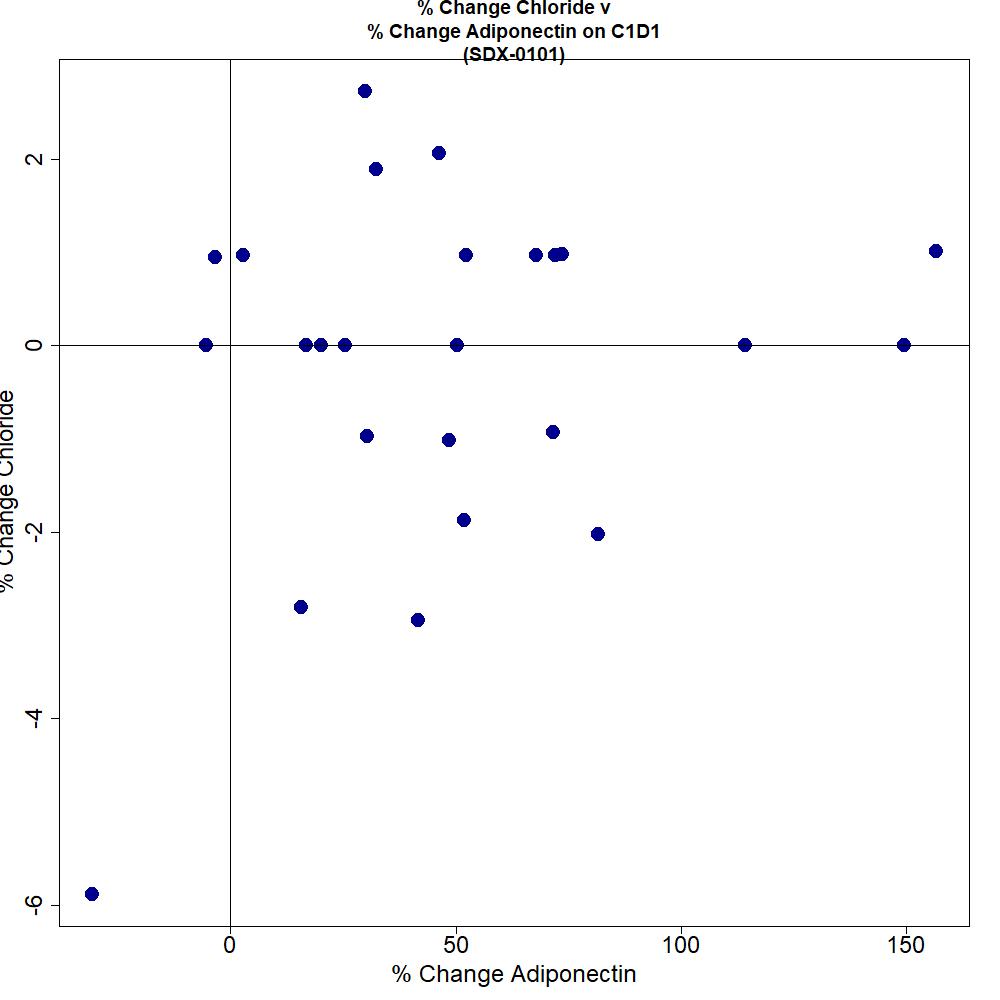 % Change Chloride v
% Change Adiponectin on C1D1
(SDX-0101)
% Change Chloride
2
0
-2
-4
-6
0
50
100
150
% Change Adiponectin